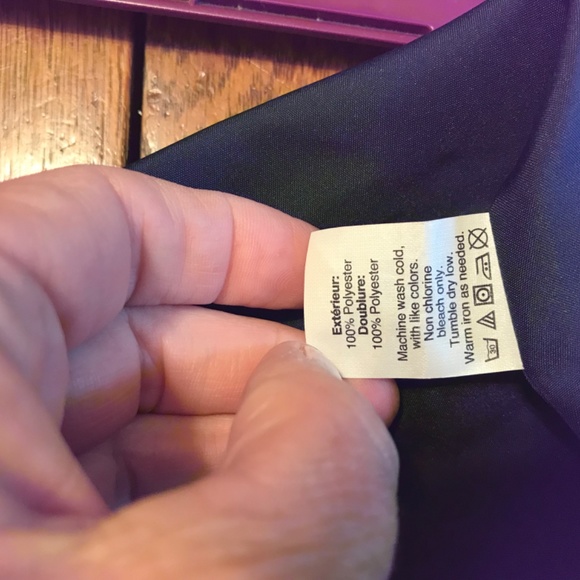 Extérieur:
100% Polyester
Doublure:
100% Polyester
Machine wash cold,
with like colors.
Non chlorine
bleach only.
Tumble dry low.
Warm iron as needed.
30